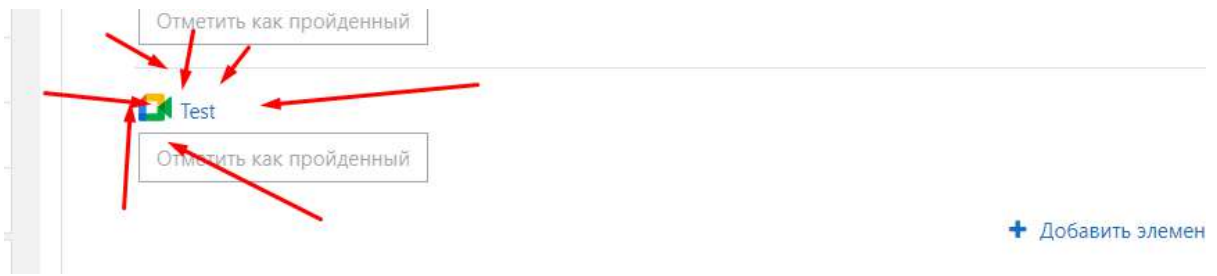 Отметить как пройденный
Test
Отметить как пройденный
+ Добавить элемен